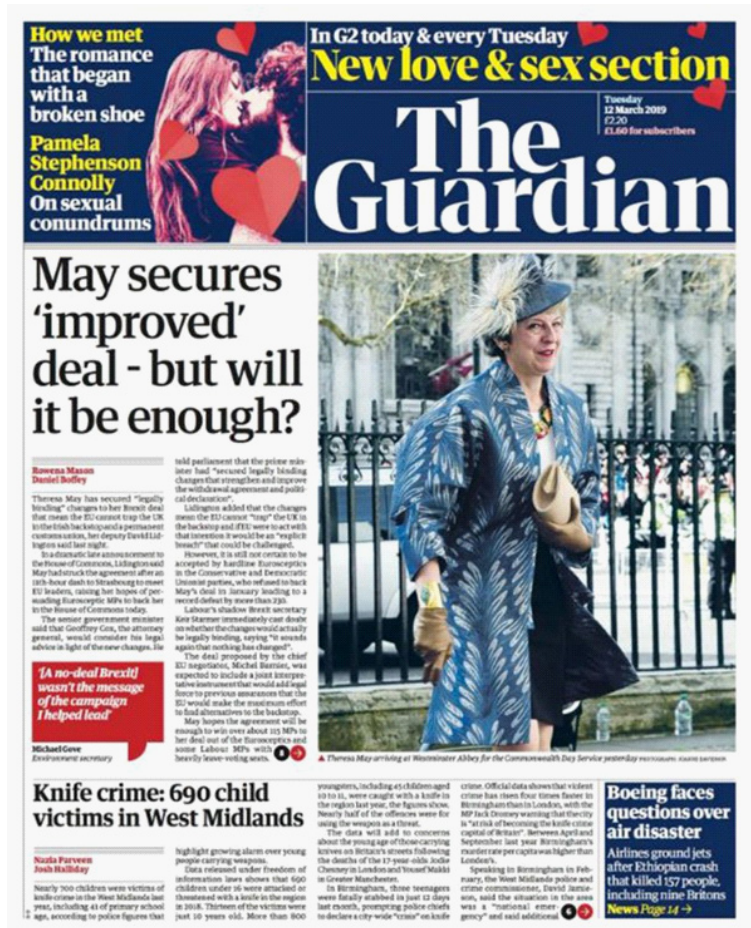 How we met
The romance
that began
with a
broken shoe
Pamela
Stephenson
Connolly
On sexual
conundrums
In G2 today & every Tuesday
New love & sex section
Tuesday
12 March 2019
£2.20
£1.60 for subscribers
The
Guardian
May secures
‘improved’
deal - but will
it be enough?
Rowena Mason
Daniel Boffey
Theresa May has secured “legally
binding” changes to her Brexit deal
that mean the EU cannot trap the UK
in the Irish backstop and a permanent
customs union, her deputy David Lid-
ington said last night.
In a dramatic late announcement to
the House of Commons, Lidington said
May had struck the agreement after an
11th-hour dash to Strasbourg to meet
EU leaders, raising her hopes of per-
suading Eurosceptic MPs to back her
in the House of Commons today.
The senior government minister
said that Geoffrey Cox, the attorney
general, would consider his legal
advice in light of the new changes. He
‘[A no-deal Brexit]
wasn’t the message
of the campaign
I helped lead’
Michael Gove
Environment secretary
told parliament that the prime min-
ister had “secured legally binding
changes that strengthen and improve
the withdrawal agreement and politi-
cal declaration”.
Lidington added that the changes
mean the EU cannot “trap” the UK in
the backstop and if EU were to act with
that intention it would be an “explicit
breach” that could be challenged.
However, it is still not certain to be
accepted by hardline Eurosceptics
in the Conservative and Democratic
Unionist parties, who refused to back
May’s deal in January leading to a
record defeat by more than 230.
Labour’s shadow Brexit secretary
Keir Starmer immediately cast doubt
on whether the changes would actually
be legally binding, saying “it sounds
again that nothing has changed”.
The deal proposed by the chief
EU negotiator, Michel Barnier, was
expected to include a joint interpre-
tative instrument that would add legal
force to previous assurances that the
EU would make the maximum effort
to find alternatives to the backstop.
May hopes the agreement will be
enough to win over about 115 MPs to
her deal out of the Eurosceptics and
some Labour MPs with
heavily leave-voting seats.
▲ Theresa May arriving at Westminster Abbey for the Commonwealth Day Service yesterday
Knife crime: 690 child
victims in West Midlands
Nazia Parveen
Josh Halliday
Nearly 700 children were victims of
knife crime in the West Midlands last
year, including 41 of primary school
age, according to police figures that
highlight growing alarm over young
people carrying weapons.
Data released under freedom of
information laws shows that 690
children under 16 were attacked or
threatened with a knife in the region
in 2018. Thirteen of the victims were
just 10 years old. More than 800
youngsters, including 45 children aged
10 to 11, were caught with a knife in
the region last year, the figures show.
Nearly half of the offences were for
using the weapon as a threat.
The data will add to concerns
about the young age of those carrying
knives on Britain’s streets following
the deaths of the 17-year-olds Jodie
Chesney in London and Yousef Makki
in Greater Manchester.
In Birmingham, three teenagers
were fatally stabbed in just 12 days
last month, prompting police chiefs
to declare a city-wide “crisis” on knife
crime. Official data shows that violent
crime has risen four times faster in
Birmingham than in London, with the
MP Jack Dromey warning that the city
is “at risk of becoming the knife crime
capital of Britain”. Between April and
September last year Birmingham’s
murder rate per capita was higher than
London’s.
Speaking in Birmingham in Feb-
ruary, the West Midlands police and
crime commissioner, David Jamie-
son, said the situation in the area
was a “national emer-
gency” and said additional
6
Boeing faces
questions over
air disaster
Airlines ground jets
after Ethiopian crash
that killed 157 people,
including nine Britons
News Page 14 →